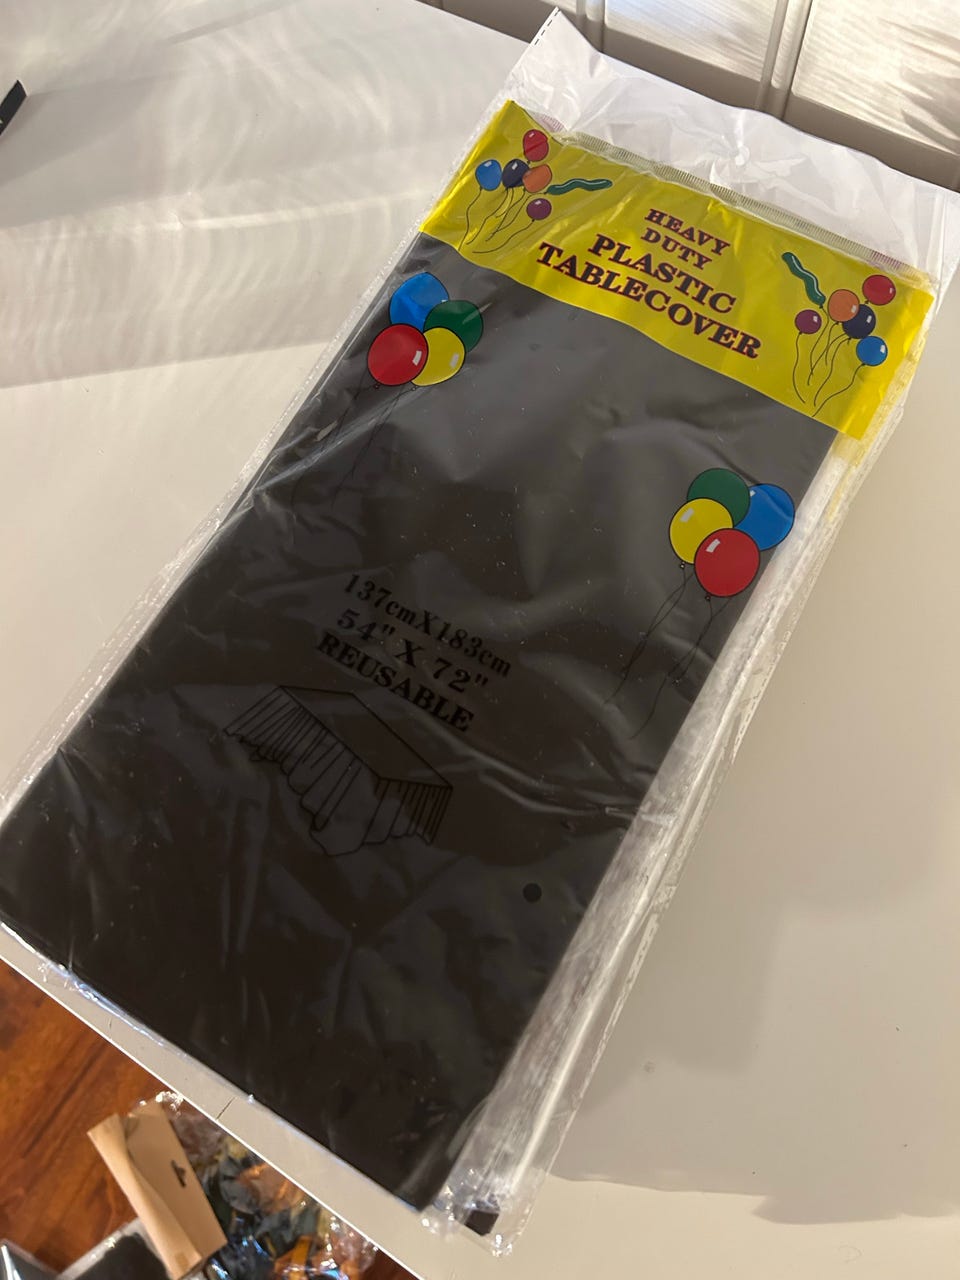 HEAVY
DUTY
PLASTIC
TABLECOVER
137cmX183cm
54" X 72"
REUSABLE